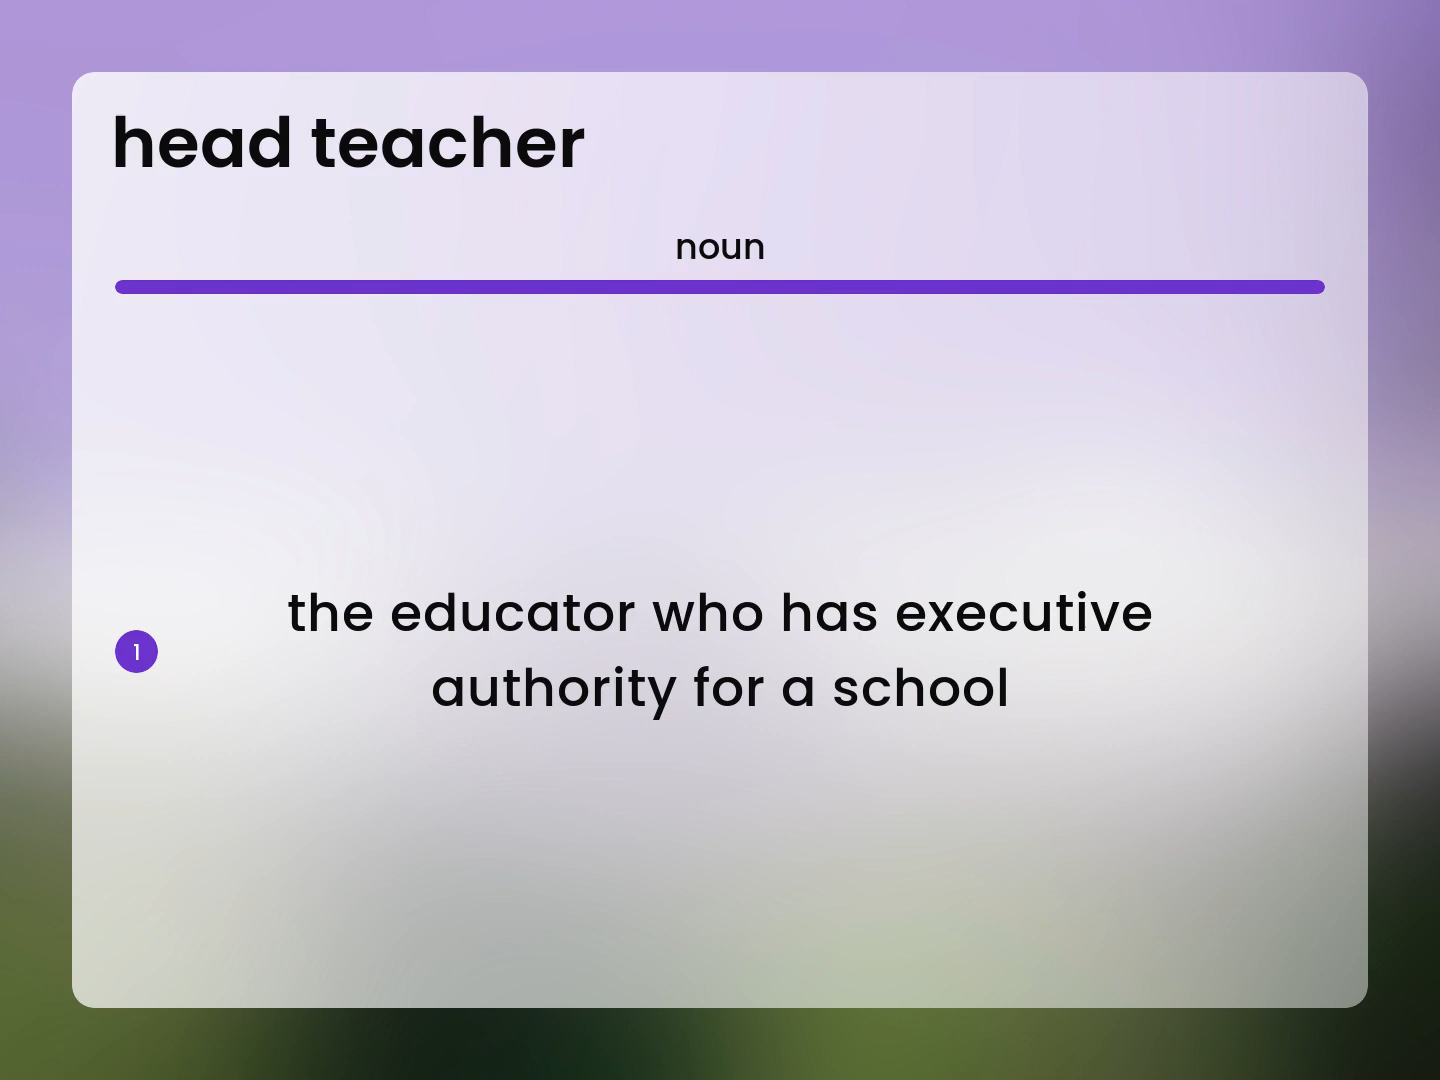 head teacher
noun
1
the educator who has executive
authority for a school